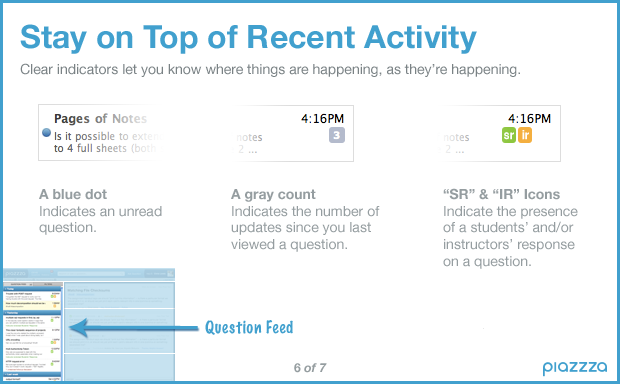 Stay on Top of Recent Activity
Clear indicators let you know where things are happening, as they're happening.
Pages of Notes
Is it possible to exten
to 4 full sheets (both
4:16PM
notes
3
2 ...
4:16PM
notes
sr ir
2 ...
A blue dot
Indicates an unread
question.
A gray count
Indicates the number of
updates since you last
viewed a question.
“SR” & “IR” Icons
Indicate the presence
of a students’ and/or
instructors’ response
on a question.
Question Feed
6 of 7
piazzza